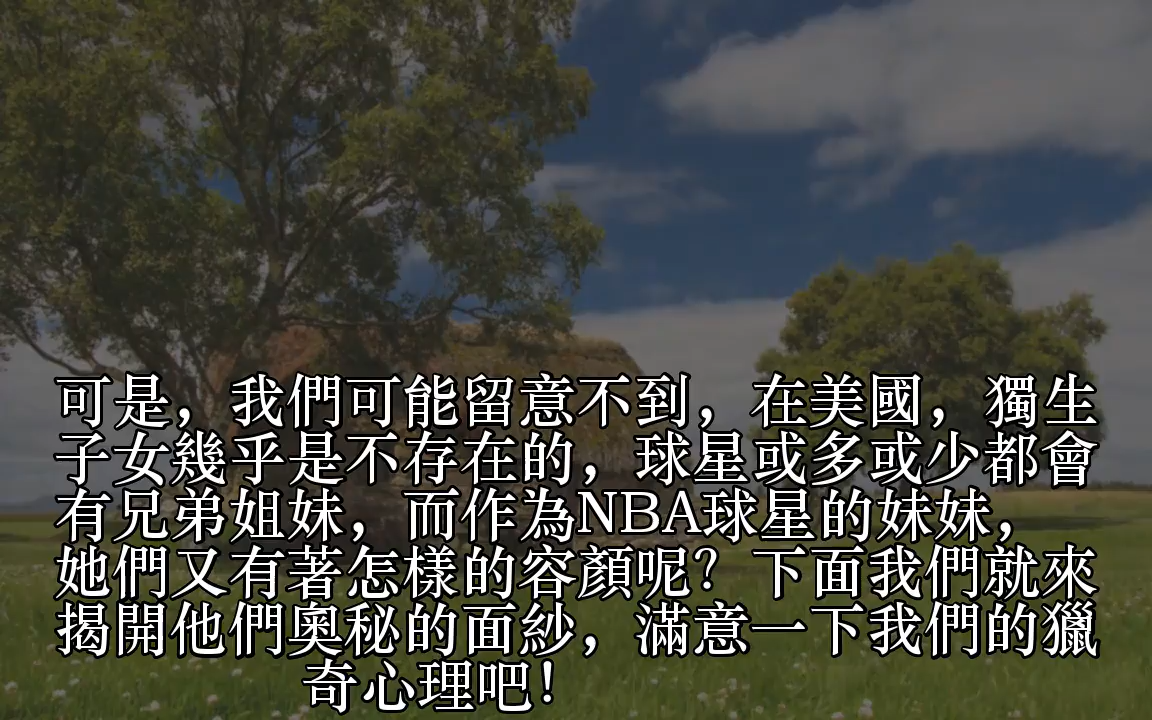 可是，我們可能留意不到，在美國，獨生
子女幾乎是不存在的，球星或多或少都會
有兄弟姐妹，而作為NBA球星的妹妹，
她們又有著怎樣的容顏呢？下面我們就來
揭開他們奧秘的面紗，滿意一下我們的獵
奇心理吧！